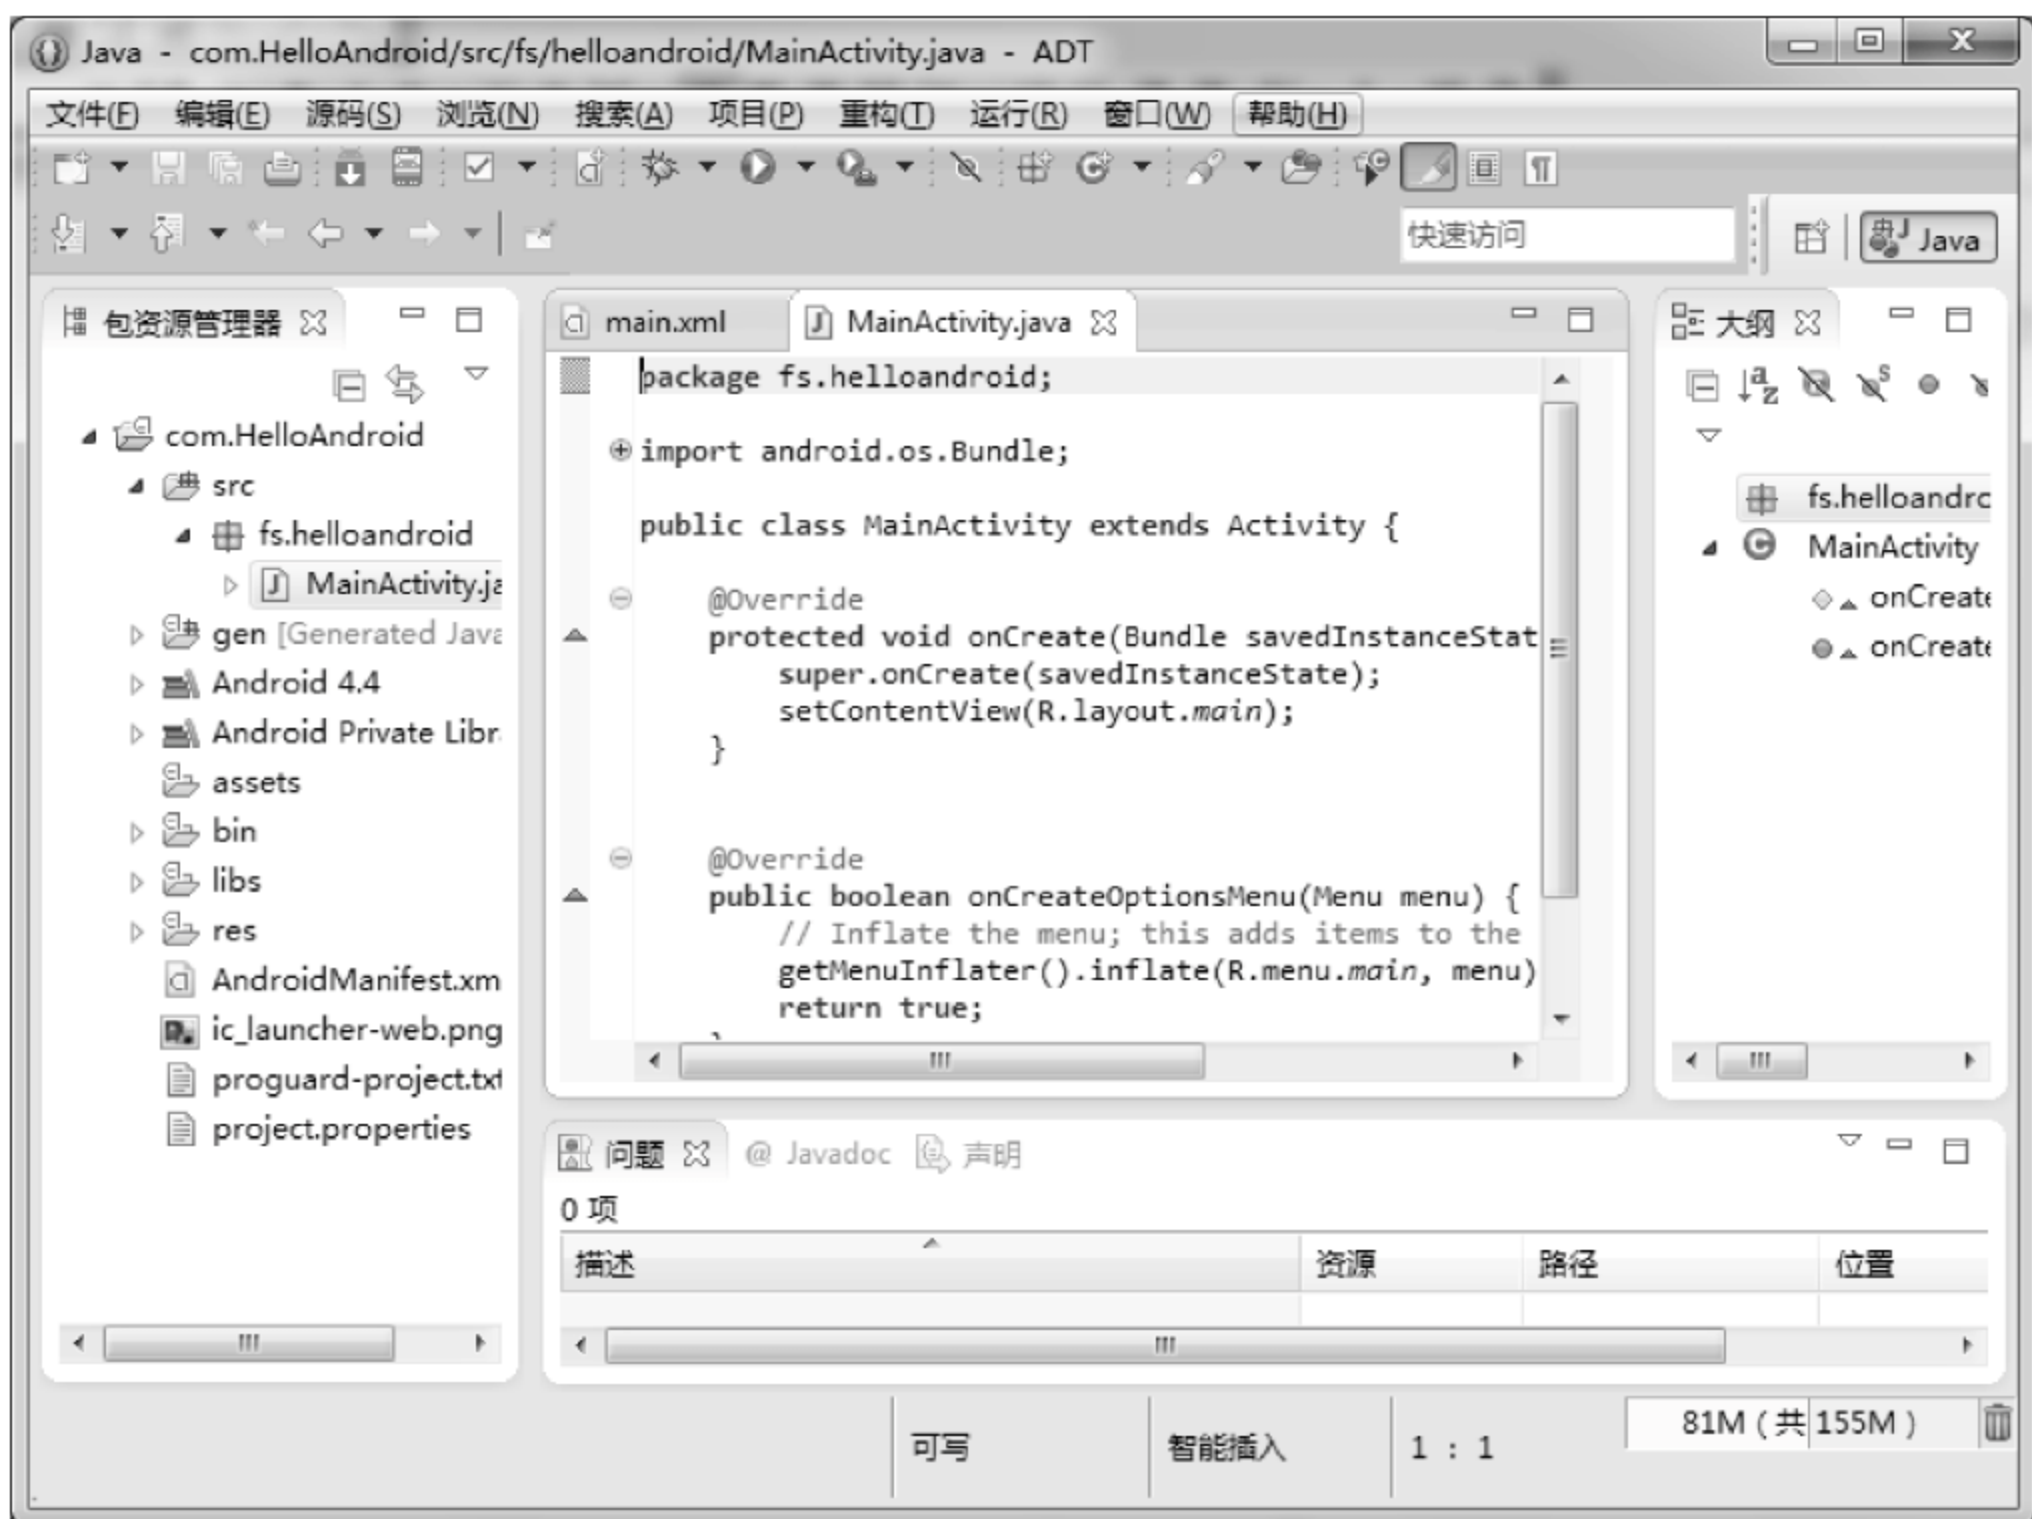 Java - com.HelloAndroid/src/fs/helloandroid/MainActivity.java - ADT
文件(F) 编辑(E) 源码(S) 浏览(N) 搜索(A) 项目(P) 重构(T) 运行(R) 窗口(W) 帮助(H)
快速访问
Java
包资源管理器
com.HelloAndroid
src
fs.helloandroid
MainActivity.ja
gen [Generated Java
Android 4.4
Android Private Libr
assets
bin
libs
res
AndroidManifest.xm
ic_launcher-web.png
proguard-project.txt
project.properties
main.xml MainActivity.java
package fs.helloandroid;
import android.os.Bundle;
public class MainActivity extends Activity {
@Override
protected void onCreate(Bundle savedInstanceStat
super.onCreate(savedInstanceState);
setContentView(R.layout.main);
}
@Override
public boolean onCreateOptionsMenu(Menu menu) {
// Inflate the menu; this adds items to the
getMenuInflater().inflate(R.menu.main, menu)
return true;
大纲
fs.helloandro
MainActivity
onCreate
onCreate
问题 @ Javadoc 声明
0 项
描述 资源 路径 位置
可写 智能插入 1 : 1 81M (共 155M)